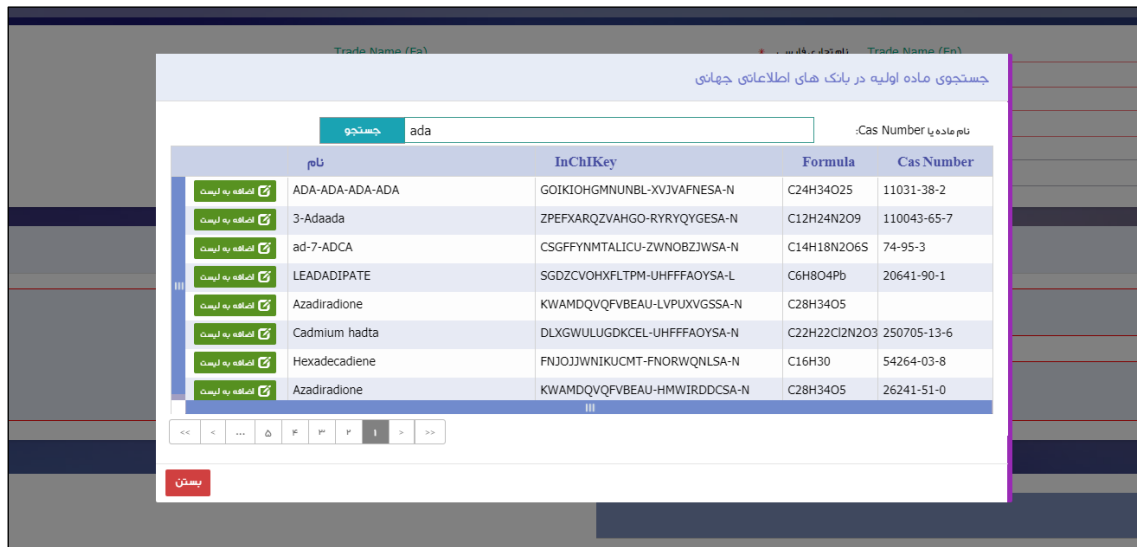 Trade Name (Fa) نام تجاری فارسی * Trade Name (En)
جستجوی ماده اولیه در بانک های اطلاعاتی جهانی
نام ماده یا Cas Number: ada جستجو
نام InChIKey Formula Cas Number
اضافه به لیست ADA-ADA-ADA-ADA GOIKIOHGMNUNBL-XVJVAFNESA-N C24H34O25 11031-38-2
اضافه به لیست 3-Adaada ZPEFXARQZVAHGO-RYRYQYGESA-N C12H24N2O9 110043-65-7
اضافه به لیست ad-7-ADCA CSGFFYNMTALICU-ZWNOBZJWSA-N C14H18N2O6S 74-95-3
اضافه به لیست LEADADIPATE SGDZCVOHXFLTPM-UHFFFAOYSA-L C6H8O4Pb 20641-90-1
اضافه به لیست Azadiradione KWAMDQVQFVBEAU-LVPUXVGSSA-N C28H34O5
اضافه به لیست Cadmium hadta DLXGWULUGDKCEL-UHFFFAOYSA-N C22H22Cl2N2O3 250705-13-6
اضافه به لیست Hexadecadiene FNJOJJWNIKUCMT-FNORWQNLSA-N C16H30 54264-03-8
اضافه به لیست Azadiradione KWAMDQVQFVBEAU-HMWIRDDCSA-N C28H34O5 26241-51-0
<< < ... ۵ ۴ ۳ ۲ ۱ > >>
بستن